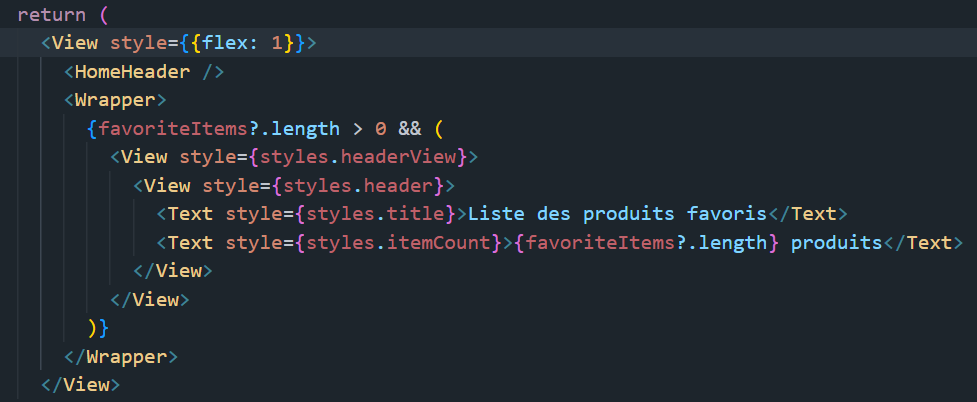 return (
<View style={{flex: 1}}>
<HomeHeader />
<Wrapper>
{favoriteItems?.length > 0 && (
<View style={styles.headerView}>
<View style={styles.header}>
<Text style={styles.title}>Liste des produits favoris</Text>
<Text style={styles.itemCount}>{favoriteItems?.length} produits</Text>
</View>
</View>
)}
</Wrapper>
</View>